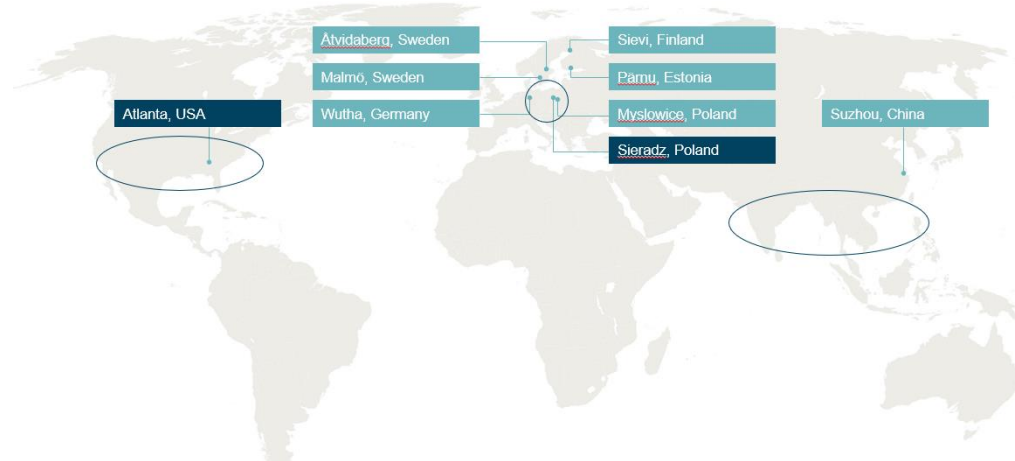 Åtvidaberg, Sweden
Sievi, Finland
Malmö, Sweden
Pärnu, Estonia
Atlanta, USA
Wutha, Germany
Myslowice, Poland
Suzhou, China
Sieradz, Poland